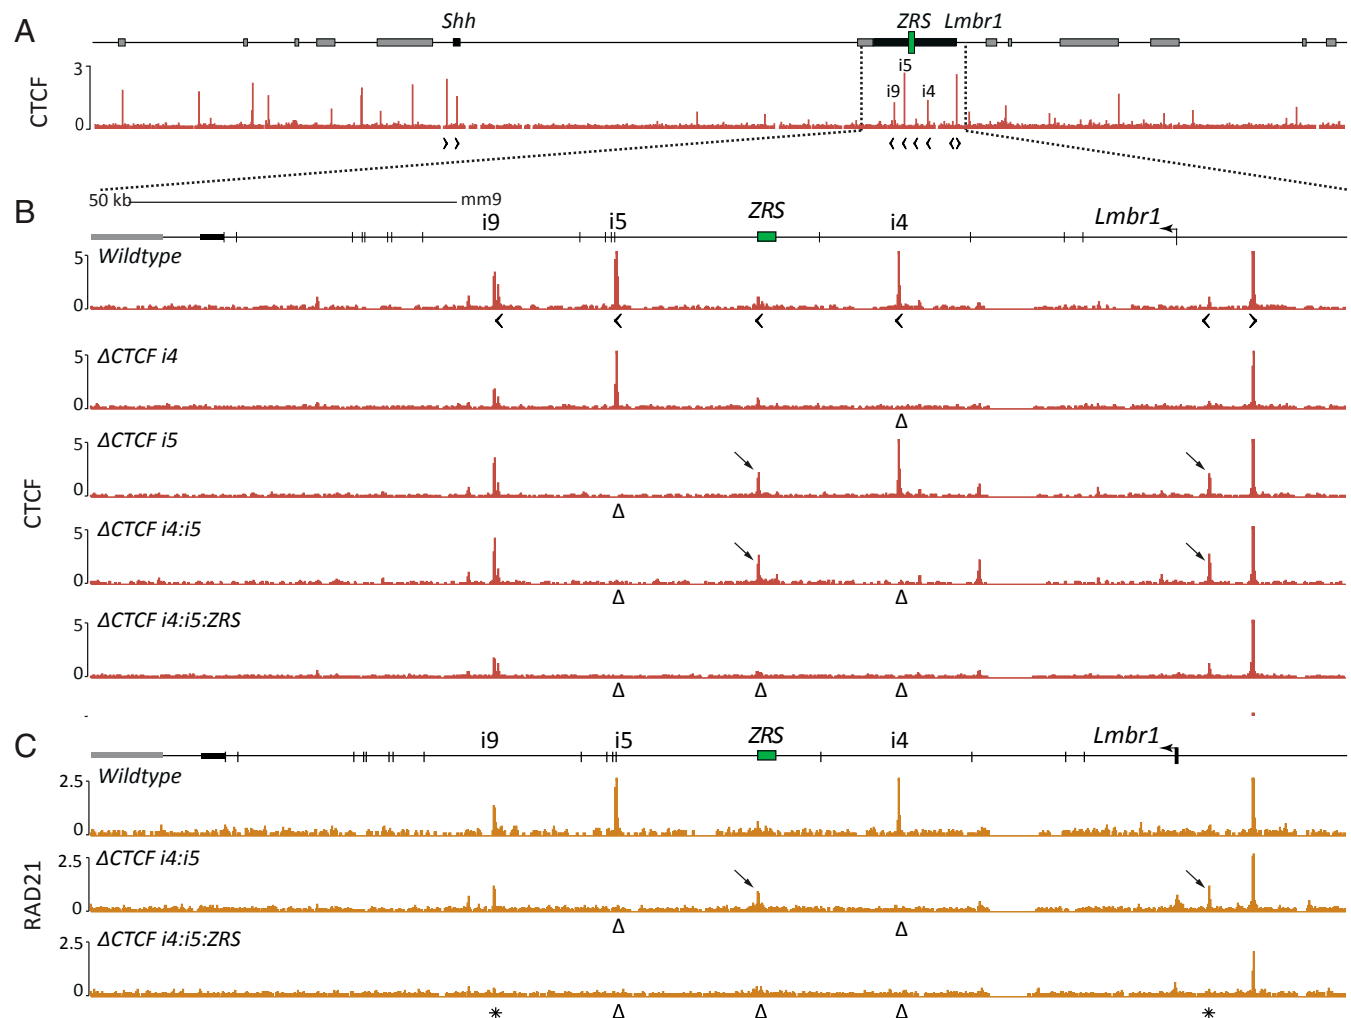 A
Shh ZRS Lmbr1
CTCF
3
0
i9 i5 i4
50 kb mm9
B
i9 i5 ZRS i4 Lmbr1
CTCF
Wildtype
5
0
ΔCTCF i4
5
0
Δ
ΔCTCF i5
5
0
Δ
ΔCTCF i4:i5
5
0
Δ Δ
ΔCTCF i4:i5:ZRS
5
0
Δ Δ Δ
C
i9 i5 ZRS i4 Lmbr1
RAD21
Wildtype
2.5
0
ΔCTCF i4:i5
2.5
0
Δ Δ
ΔCTCF i4:i5:ZRS
2.5
0
* Δ Δ Δ *